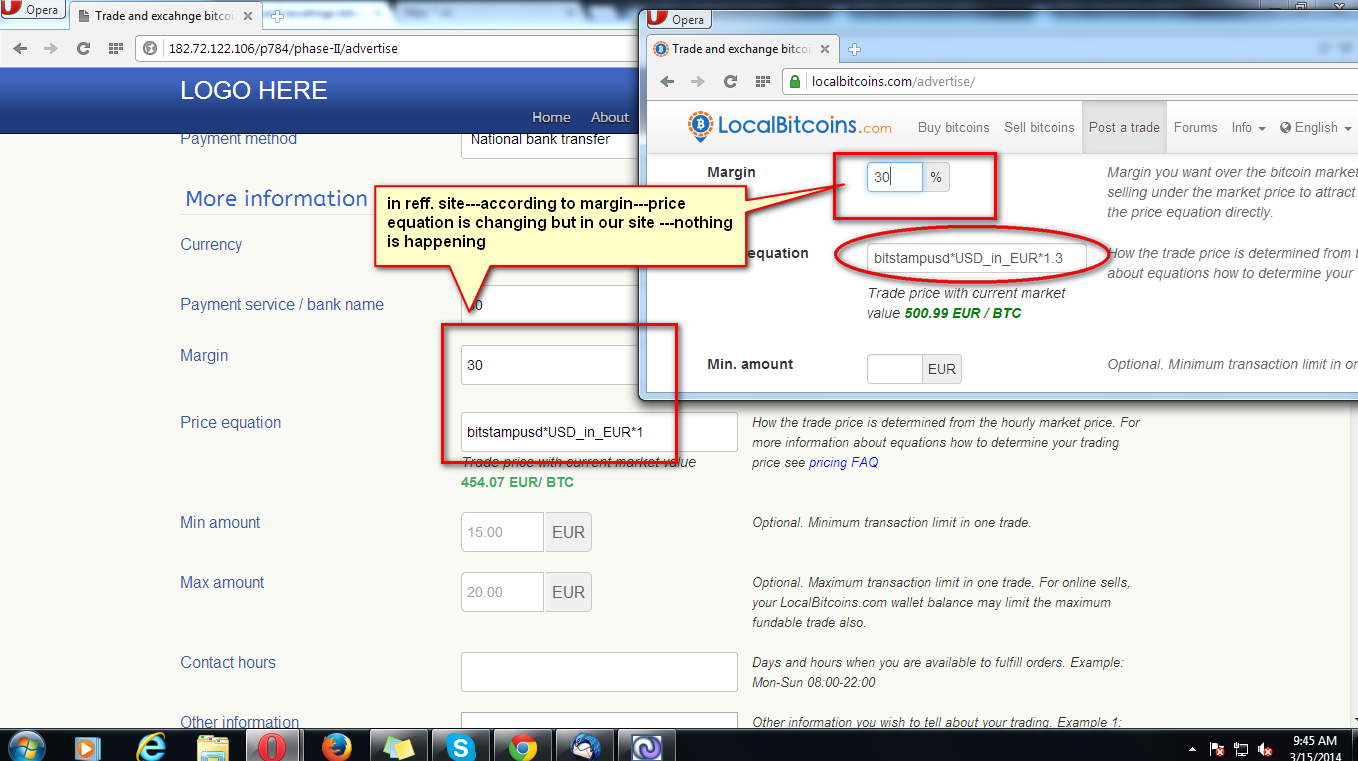 Opera
Trade and excahnge bitcoi
182.72.122.106/p784/phase-II/advertise
LOGO HERE
Home About
Payment method
National bank transfer
More information
Currency
Payment service / bank name
Margin
30
Price equation
bitstampusd*USD_in_EUR*1
Trade price with current market value
454.07 EUR/ BTC
How the trade price is determined from the hourly market price. For
more information about equations how to determine your trading
price see pricing FAQ
Min amount
15.00 EUR
Optional. Minimum transaction limit in one trade.
Max amount
20.00 EUR
Optional. Maximum transaction limit in one trade. For online sells,
your LocalBitcoins.com wallet balance may limit the maximum
fundable trade also.
Contact hours
Days and hours when you are available to fulfill orders. Example:
Mon-Sun 08:00-22:00
Other information
Other information you wish to tell about your trading. Example 1:
in reff. site---according to margin---price
equation is changing but in our site ---nothing
is happening
Opera
Trade and exchange bitcoi
localbitcoins.com/advertise/
LocalBitcoins.com
Buy bitcoins Sell bitcoins Post a trade Forums Info English
Margin
30 %
Margin you want over the bitcoin market
selling under the market price to attract
the price equation directly.
equation
bitstampusd*USD_in_EUR*1.3
Trade price with current market
value 500.99 EUR / BTC
How the trade price is determined from t
about equations how to determine your
Min. amount
EUR
Optional. Minimum transaction limit in or
9:45 AM
3/15/2014